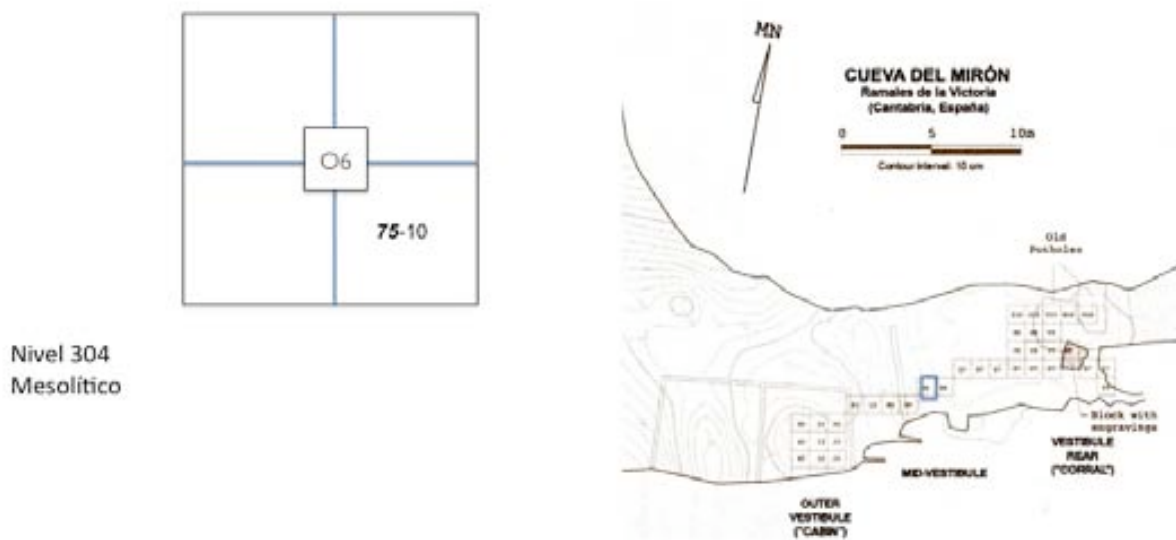 O6
75-10
Nivel 304
Mesolítico
MN
CUEVA DEL MIRÓN
Ramales de la Victoria
(Cantabria, España)
0 5 10m
Contour interval: 10 cm
Old
Potholes
Block with
engravings
VESTIBULE
REAR
("CORRAL")
MID-VESTIBULE
OUTER
VESTIBULE
("CABIN")